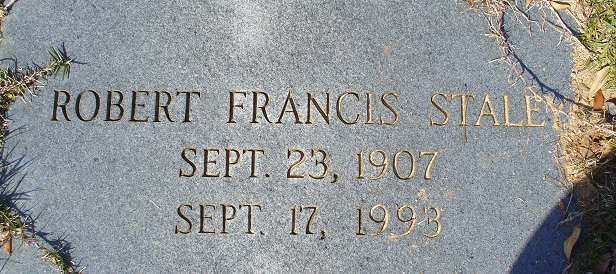 ROBERT FRANCIS STALEY
SEPT. 23, 1907
SEPT. 17, 1993